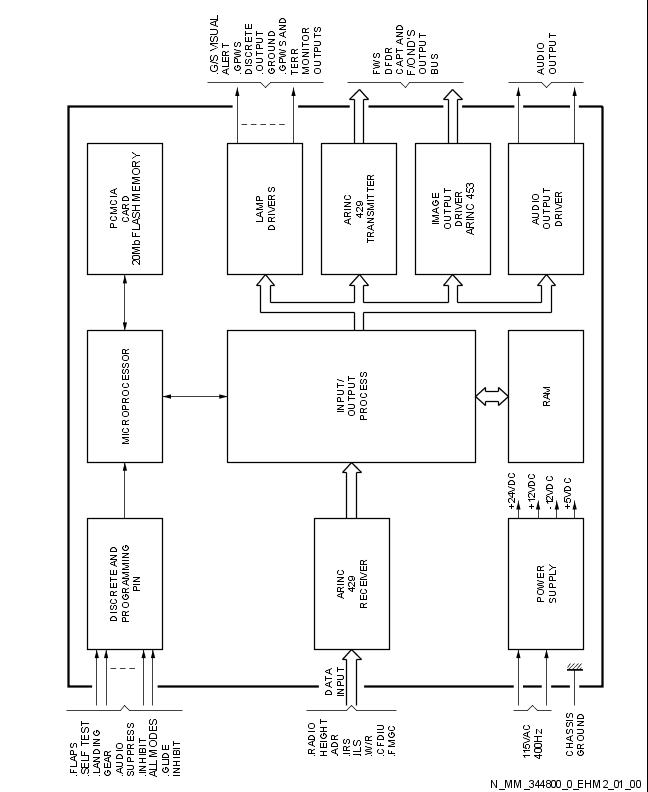 .G/S VISUAL
ALERT
.GPWS
DISCRETE
.OUTPUT
GROUND
.GPWS AND
TERR
MONITOR
OUTPUTS
FWS
DFDR
CAPT AND
F/OND'S
OUTPUT
BUS
AUDIO
OUTPUT
PCMCIA
CARD
20Mb FLASH MEMORY
LAMP
DRIVERS
ARINC
429
TRANSMITTER
IMAGE
OUTPUT
DRIVER
ARINC 453
AUDIO
OUTPUT
DRIVER
MICROPROCESSOR
INPUT/
OUTPUT
PROCESS
RAM
DISCRETE AND
PROGRAMMING
PIN
ARINC
429
RECEIVER
+24VDC
+12VDC
-12VDC
+5VDC
POWER
SUPPLY
DATA
INPUT
.FLAPS
.SELF TEST
.LANDING
GEAR
.AUDIO
SUPPRESS
.INHIBIT
ALL MODES
.GLIDE
INHIBIT
.RADIO
HEIGHT
.ADR
.IRS
.ILS
.W/R
.CFDIU
.FMGC
115VAC
400Hz
CHASSIS
GROUND
N_MM_344800_0_EHM2_01_00